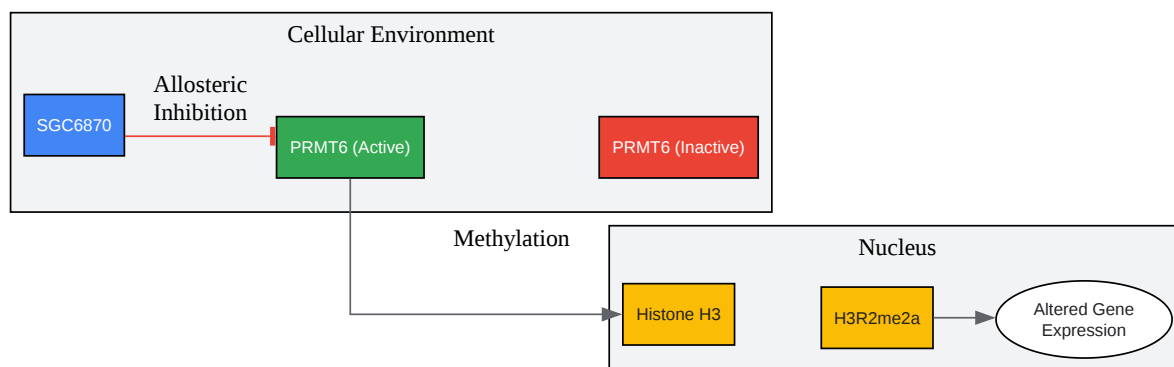 Cellular Environment
Allosteric
Inhibition
SGC6870
PRMT6 (Active)
PRMT6 (Inactive)
Methylation
Nucleus
Histone H3
H3R2me2a
Altered Gene
Expression